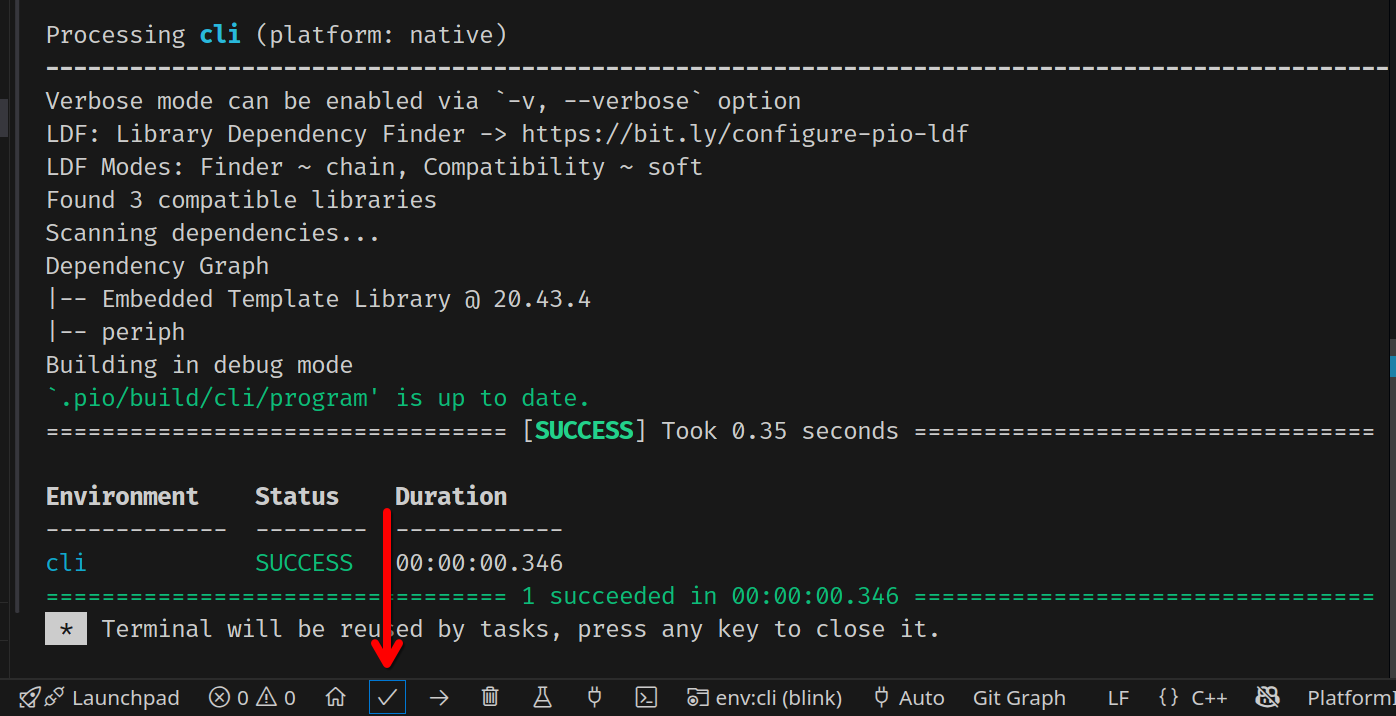 Processing cli (platform: native)
--------------------------------------------------------------------------------
Verbose mode can be enabled via `-v, --verbose` option
LDF: Library Dependency Finder -> https://bit.ly/configure-pio-ldf
LDF Modes: Finder ~ chain, Compatibility ~ soft
Found 3 compatible libraries
Scanning dependencies...
Dependency Graph
|-- Embedded Template Library @ 20.43.4
|-- periph
Building in debug mode
`.pio/build/cli/program' is up to date.
================================= [SUCCESS] Took 0.35 seconds =================================
Environment    Status    Duration
-------------  --------  ------------
cli            SUCCESS   00:00:00.346
================================= 1 succeeded in 00:00:00.346 =================================
* Terminal will be reused by tasks, press any key to close it.
Launchpad 0 0 env:cli (blink) Auto Git Graph LF {} C++ Platform